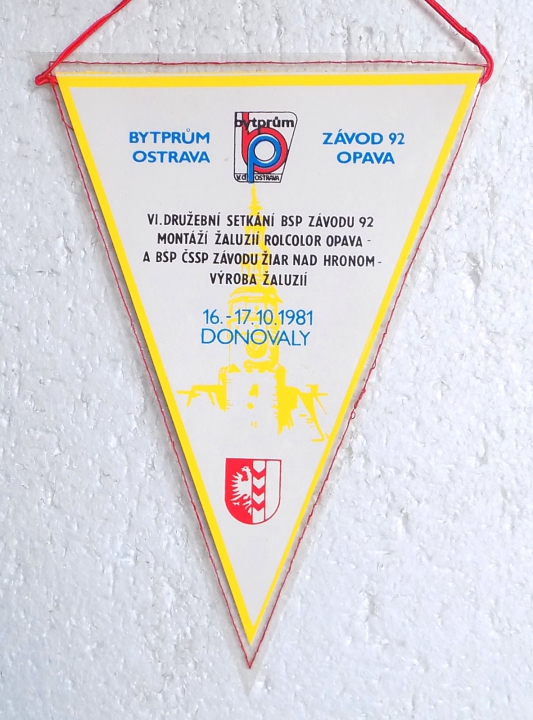 BYTPRŮM
OSTRAVA
bytprům
v.d. OSTRAVA
ZÁVOD 92
OPAVA
VI. DRUŽEBNÍ SETKÁNÍ BSP ZÁVODU 92
MONTÁŽÍ ŽALUZIÍ ROLCOLOR OPAVA -
A BSP ČSSP ZÁVODU ŽIAR NAD HRONOM -
VÝROBA ŽALUZIÍ
16. - 17.10.1981
DONOVALY